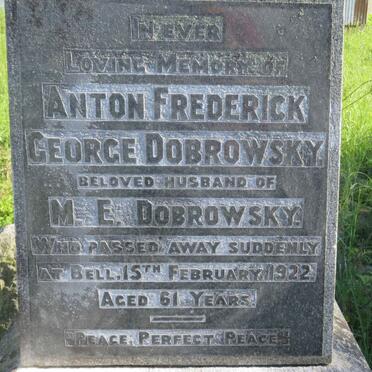 IN EVER
LOVING MEMORY OF
ANTON FREDERICK
GEORGE DOBROWSKY.
BELOVED HUSBAND OF
M. E. DOBROWSKY.
WHO PASSED AWAY SUDDENLY
AT BELL, 15TH FEBRUARY, 1922
AGED 61 YEARS.
"PEACE, PERFECT PEACE"